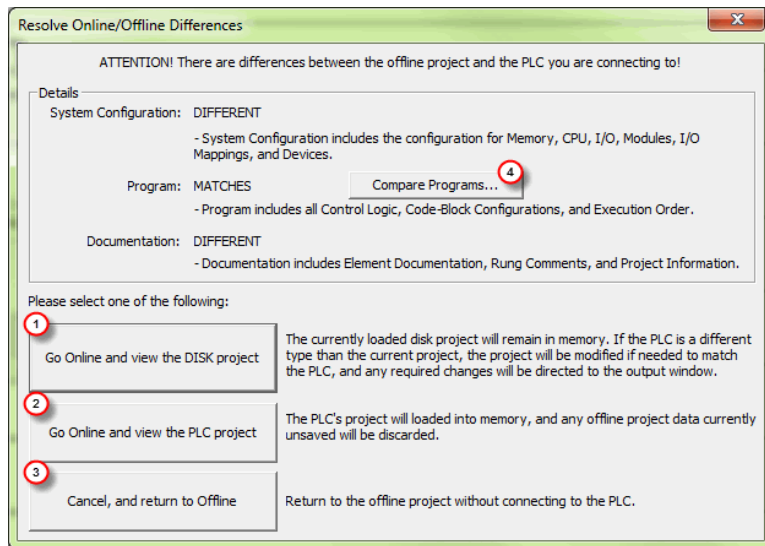 Resolve Online/Offline Differences
X
ATTENTION! There are differences between the offline project and the PLC you are connecting to!
Details
System Configuration: DIFFERENT
- System Configuration includes the configuration for Memory, CPU, I/O, Modules, I/O
Mappings, and Devices.
4
Program: MATCHES Compare Programs...
- Program includes all Control Logic, Code-Block Configurations, and Execution Order.
Documentation: DIFFERENT
- Documentation includes Element Documentation, Rung Comments, and Project Information.
Please select one of the following:
1
Go Online and view the DISK project
The currently loaded disk project will remain in memory. If the PLC is a different
type than the current project, the project will be modified if needed to match
the PLC, and any required changes will be directed to the output window.
2
Go Online and view the PLC project
The PLC's project will loaded into memory, and any offline project data currently
unsaved will be discarded.
3
Cancel, and return to Offline
Return to the offline project without connecting to the PLC.